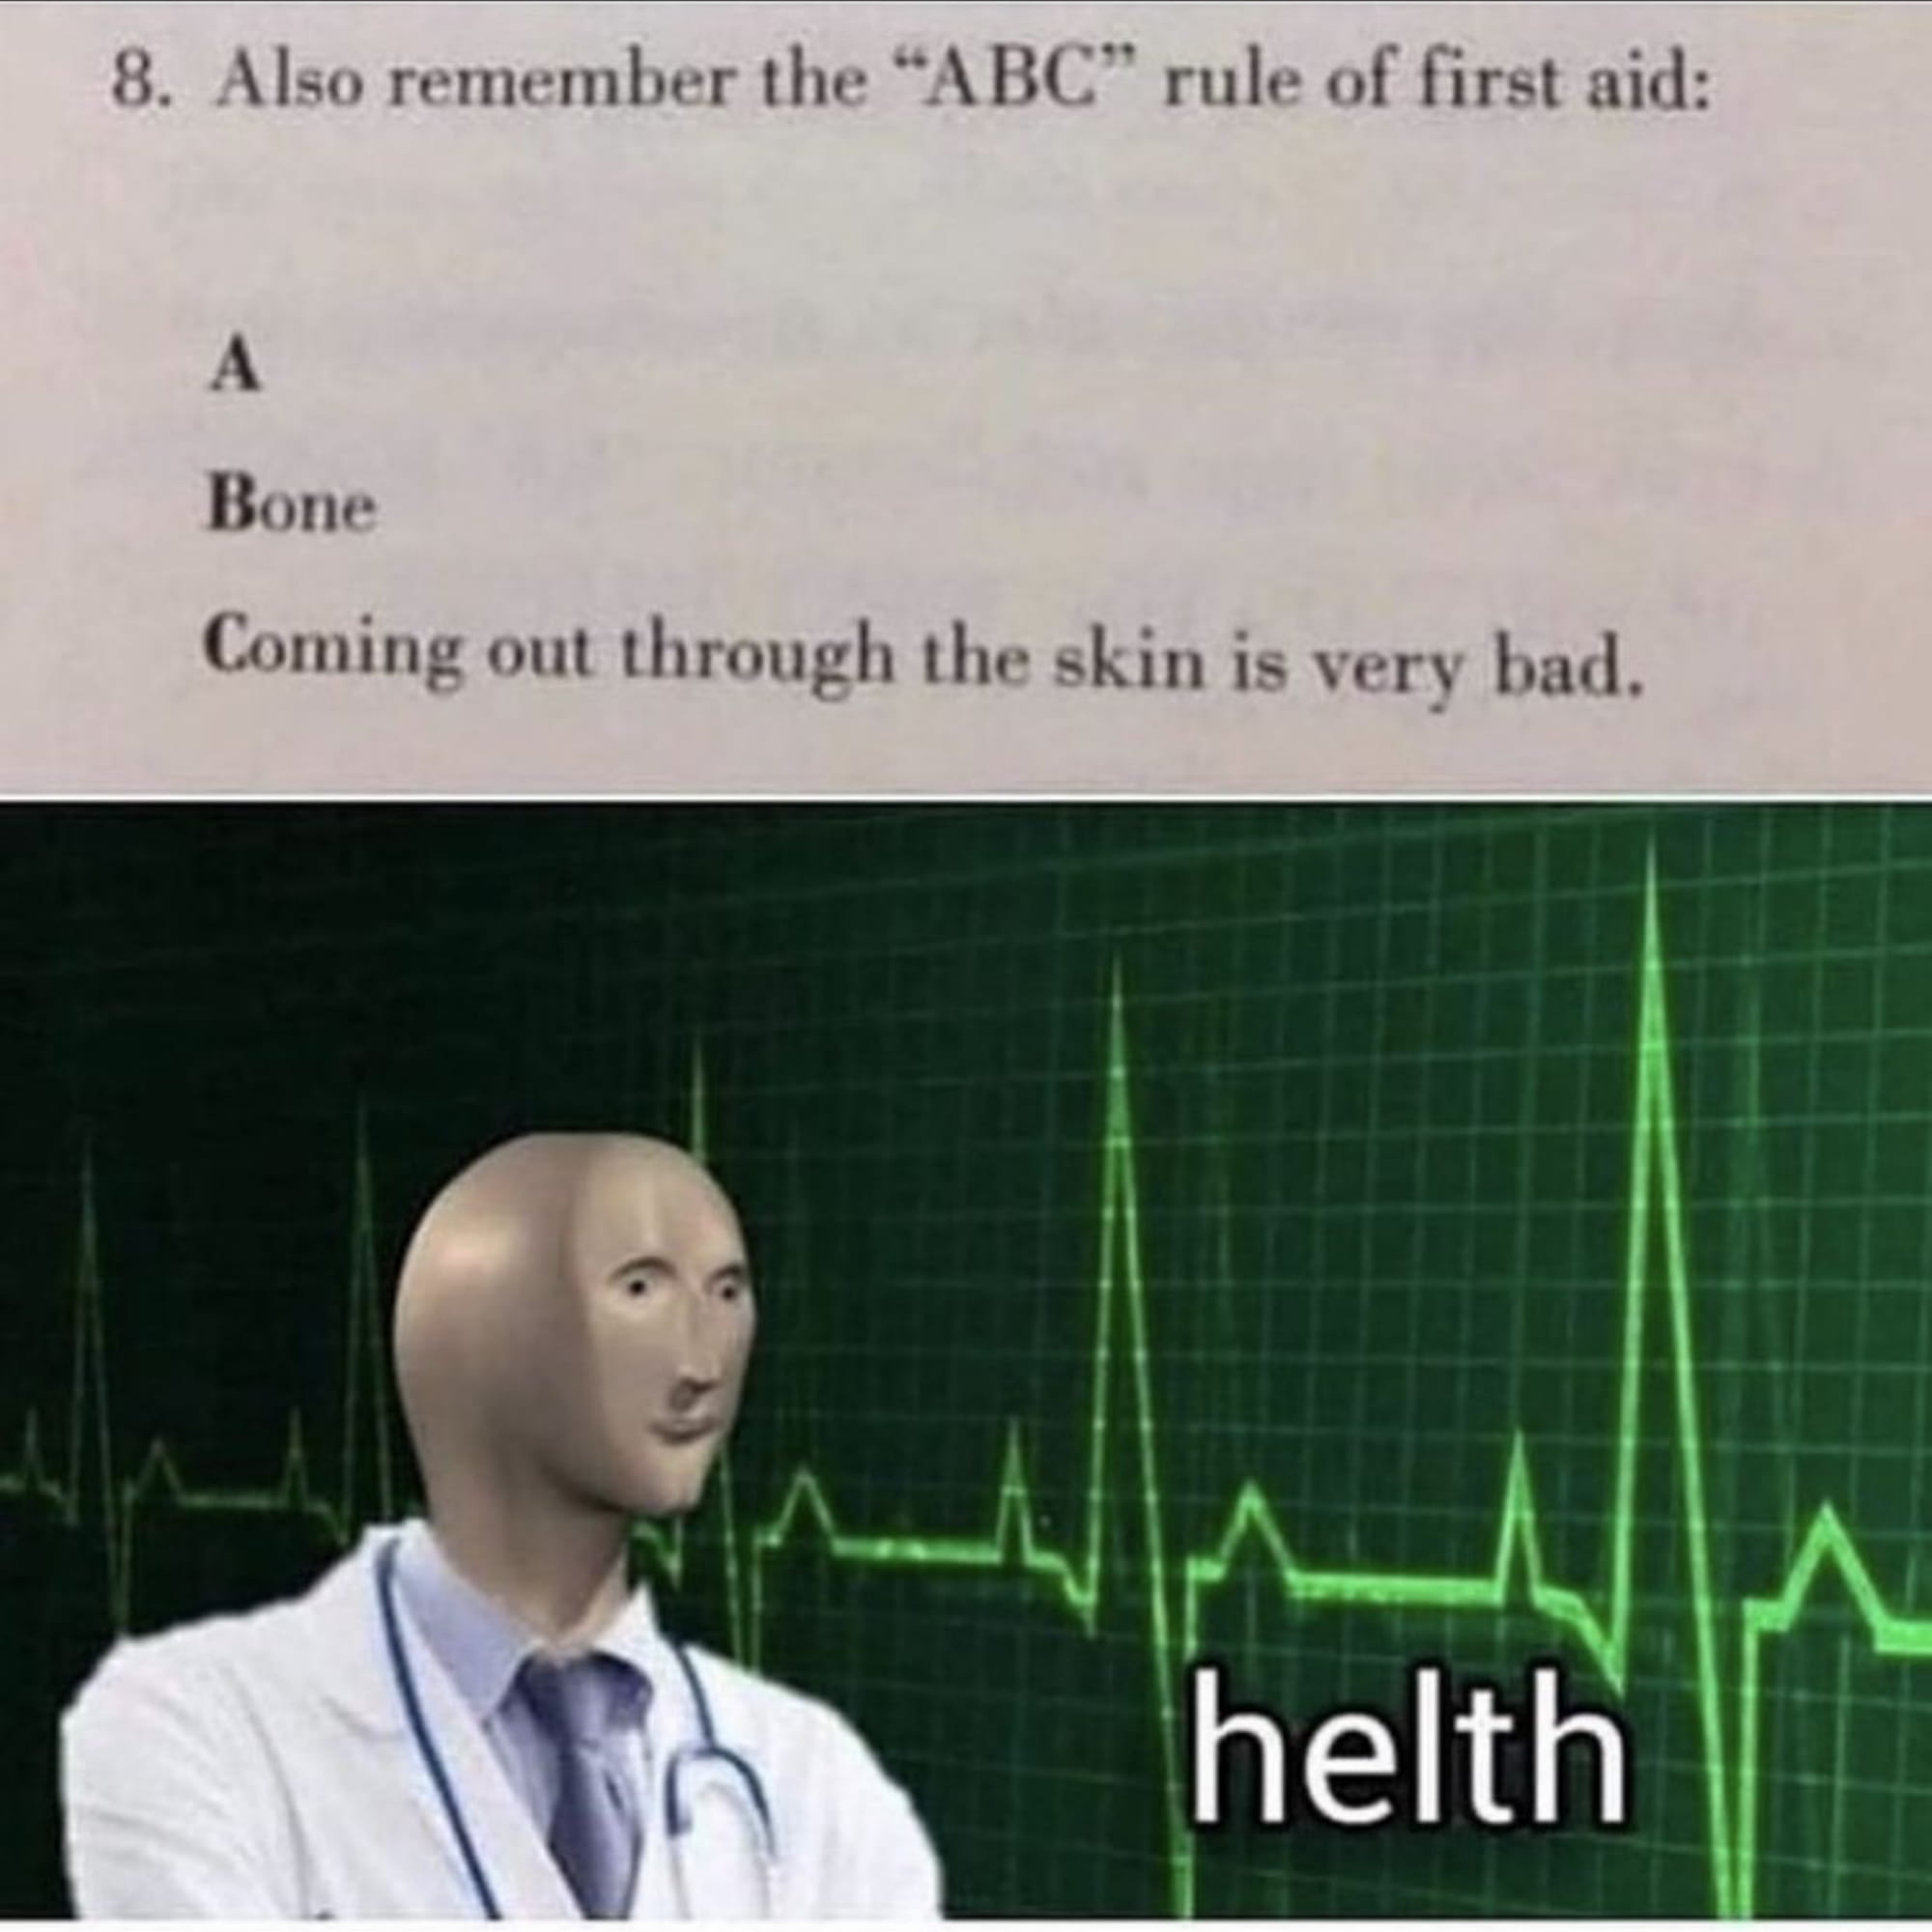 8. Also remember the “ABC” rule of first aid:
A
Bone
Coming out through the skin is very bad.
helth